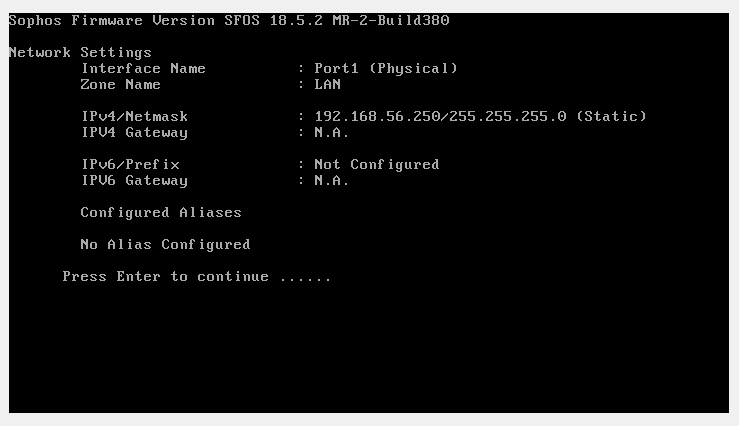 Sophos Firmware Version SFOS 18.5.2 MR-2-Build380
Network Settings
Interface Name : Port1 (Physical)
Zone Name : LAN
IPv4/Netmask : 192.168.56.250/255.255.255.0 (Static)
IPV4 Gateway : N.A.
IPv6/Prefix : Not Configured
IPV6 Gateway : N.A.
Configured Aliases
No Alias Configured
Press Enter to continue ......